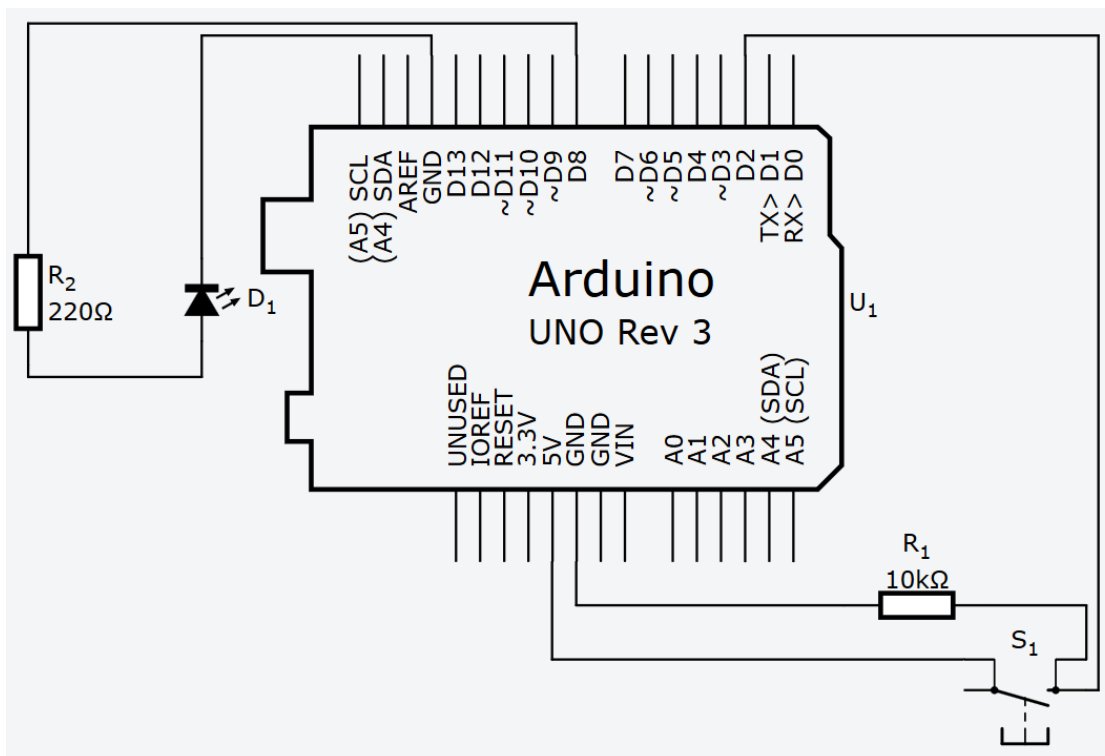 (A5) SCL
(A4) SDA
AREF
GND
D13
D12
~D11
~D10
~D9
D8
D7
~D6
~D5
D4
~D3
D2
TX> D1
RX> D0
R2
220Ω
D1
Arduino
UNO Rev 3
U1
UNUSED
IOREF
RESET
3.3V
5V
GND
GND
VIN
A0
A1
A2
A3
A4 (SDA)
A5 (SCL)
R1
10kΩ
S1